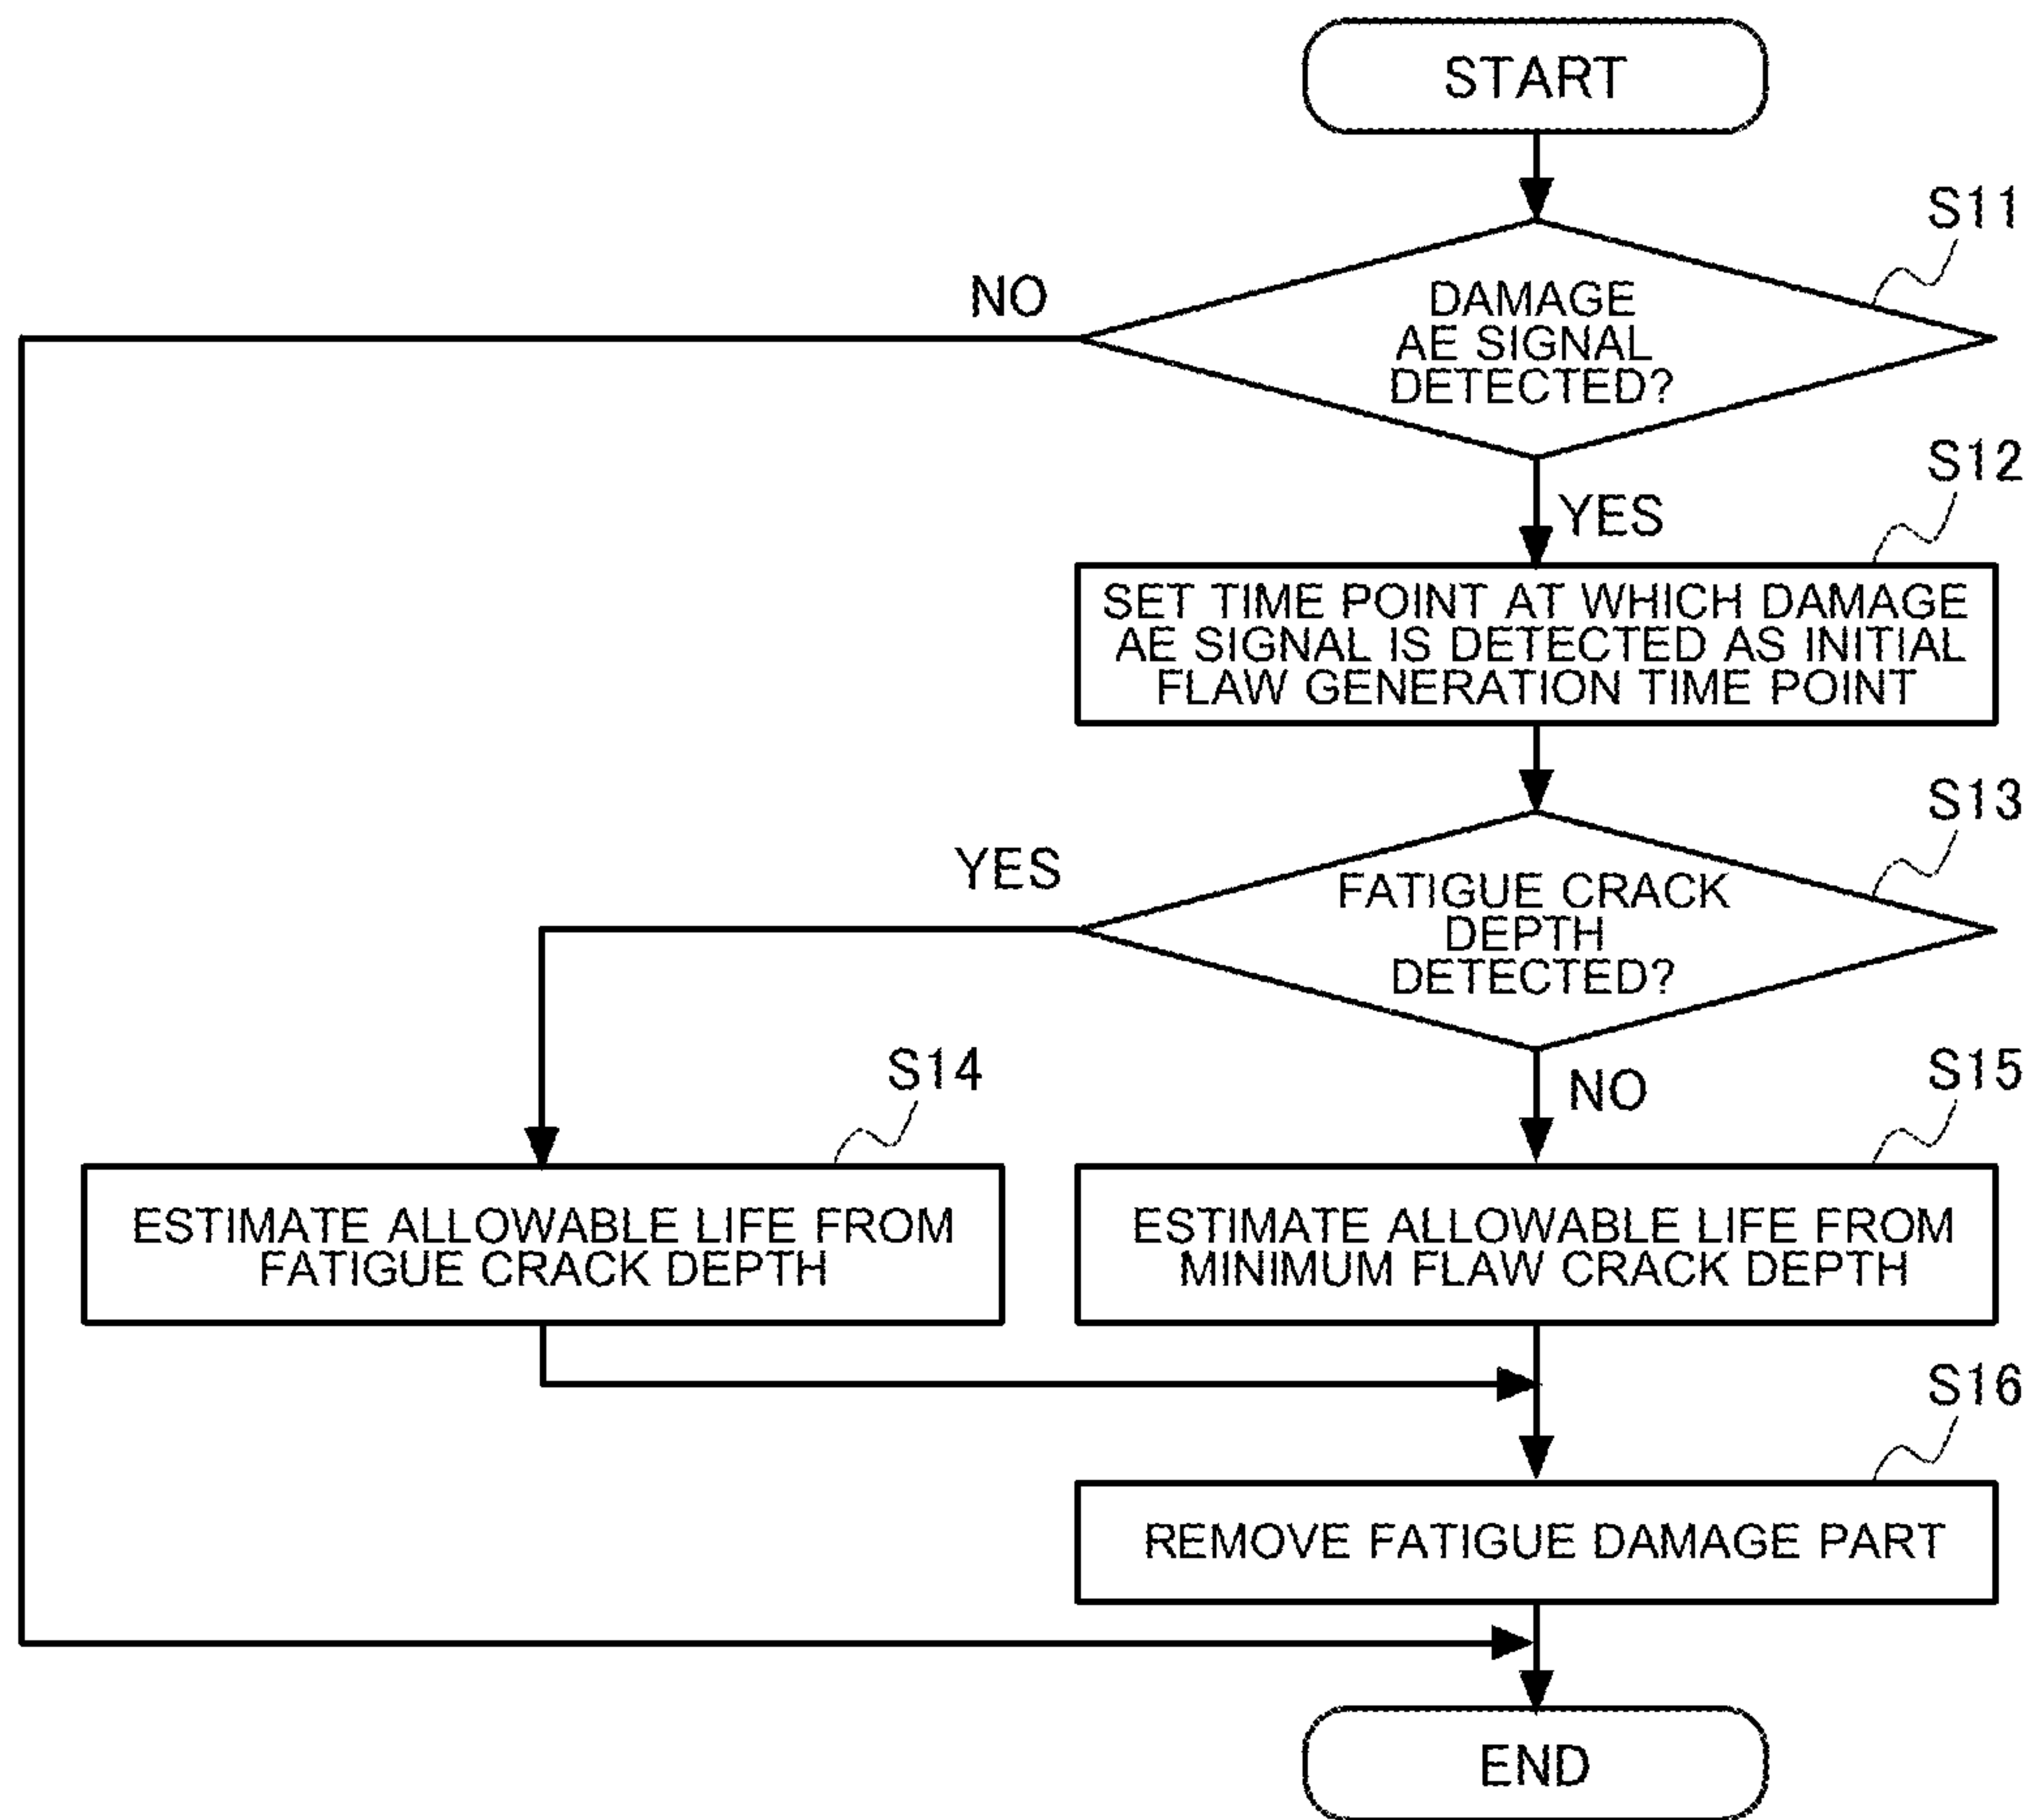 START
S11
NO
DAMAGE
AE SIGNAL
DETECTED?
S12
YES
SET TIME POINT AT WHICH DAMAGE
AE SIGNAL IS DETECTED AS INITIAL
FLAW GENERATION TIME POINT
S13
YES
FATIGUE CRACK
DEPTH
DETECTED?
S14
NO
S15
ESTIMATE ALLOWABLE LIFE FROM
FATIGUE CRACK DEPTH
ESTIMATE ALLOWABLE LIFE FROM
MINIMUM FLAW CRACK DEPTH
S16
REMOVE FATIGUE DAMAGE PART
END